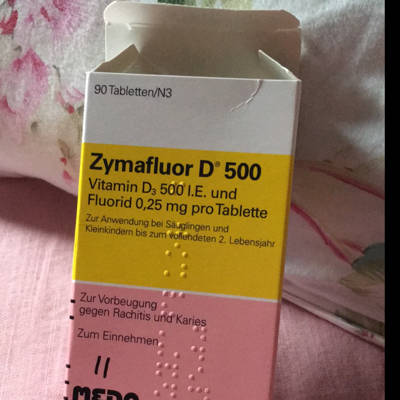 90 Tabletten/N3
Zymafluor D® 500
Vitamin D₃ 500 I.E. und
Fluorid 0,25 mg pro Tablette
Zur Anwendung bei Säuglingen und
Kleinkindern bis zum vollendeten 2. Lebensjahr
Zur Vorbeugung
gegen Rachitis und Karies
Zum Einnehmen
11
MEDA